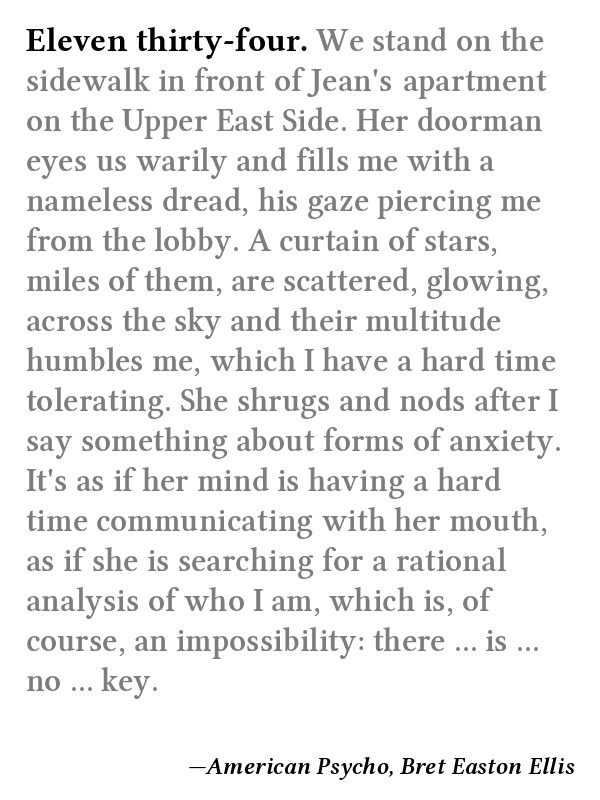 Eleven thirty-four. We stand on the
sidewalk in front of Jean's apartment
on the Upper East Side. Her doorman
eyes us warily and fills me with a
nameless dread, his gaze piercing me
from the lobby. A curtain of stars,
miles of them, are scattered, glowing,
across the sky and their multitude
humbles me, which I have a hard time
tolerating. She shrugs and nods after I
say something about forms of anxiety.
It's as if her mind is having a hard
time communicating with her mouth,
as if she is searching for a rational
analysis of who I am, which is, of
course, an impossibility: there ... is ...
no ... key.
—American Psycho, Bret Easton Ellis